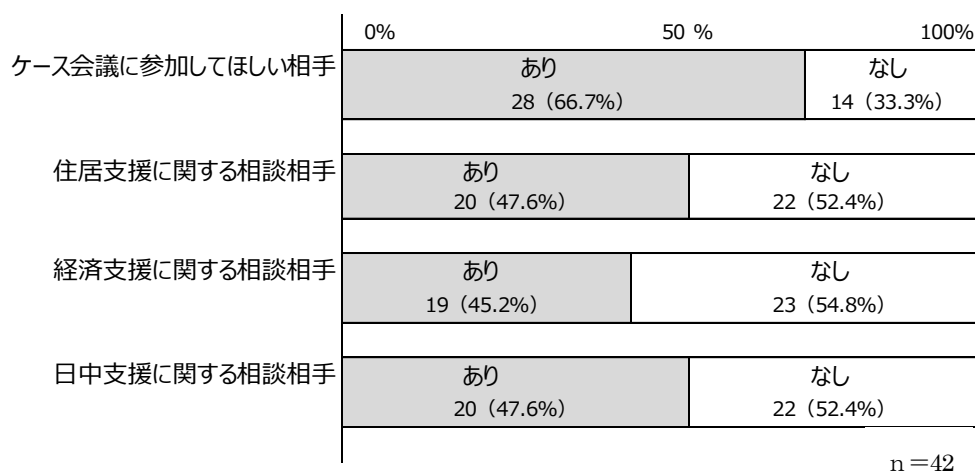 0% 50 % 100%
ケース会議に参加してほしい相手
あり なし
28（66.7%） 14（33.3%）
住居支援に関する相談相手
あり なし
20（47.6%） 22（52.4%）
経済支援に関する相談相手
あり なし
19（45.2%） 23（54.8%）
日中支援に関する相談相手
あり なし
20（47.6%） 22（52.4%）
n＝42